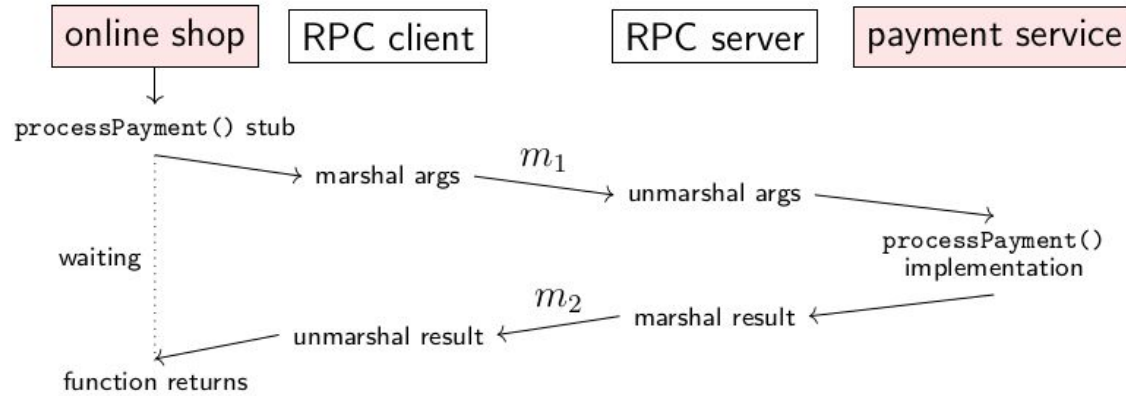 online shop
RPC client
RPC server
payment service
processPayment() stub
m₁
marshal args
unmarshal args
waiting
processPayment()
implementation
m₂
marshal result
unmarshal result
function returns